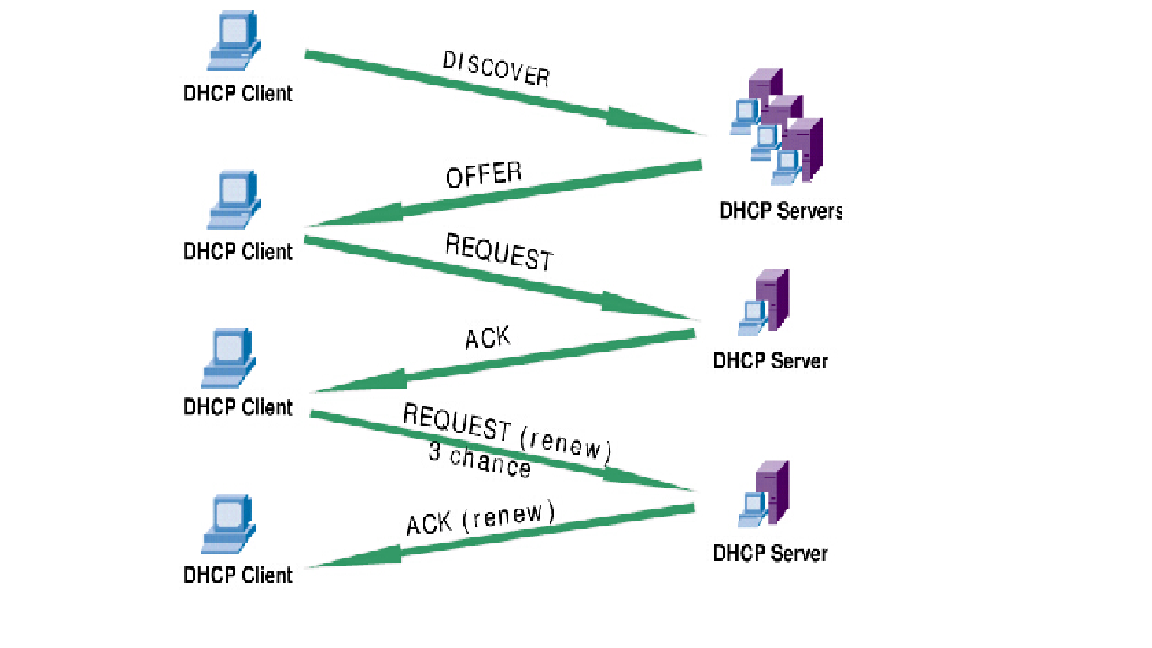 DHCP Client
DISCOVER
DHCP Servers
OFFER
DHCP Client
REQUEST
DHCP Server
ACK
DHCP Client
REQUEST (renew)
3 chance
ACK (renew)
DHCP Server
DHCP Client